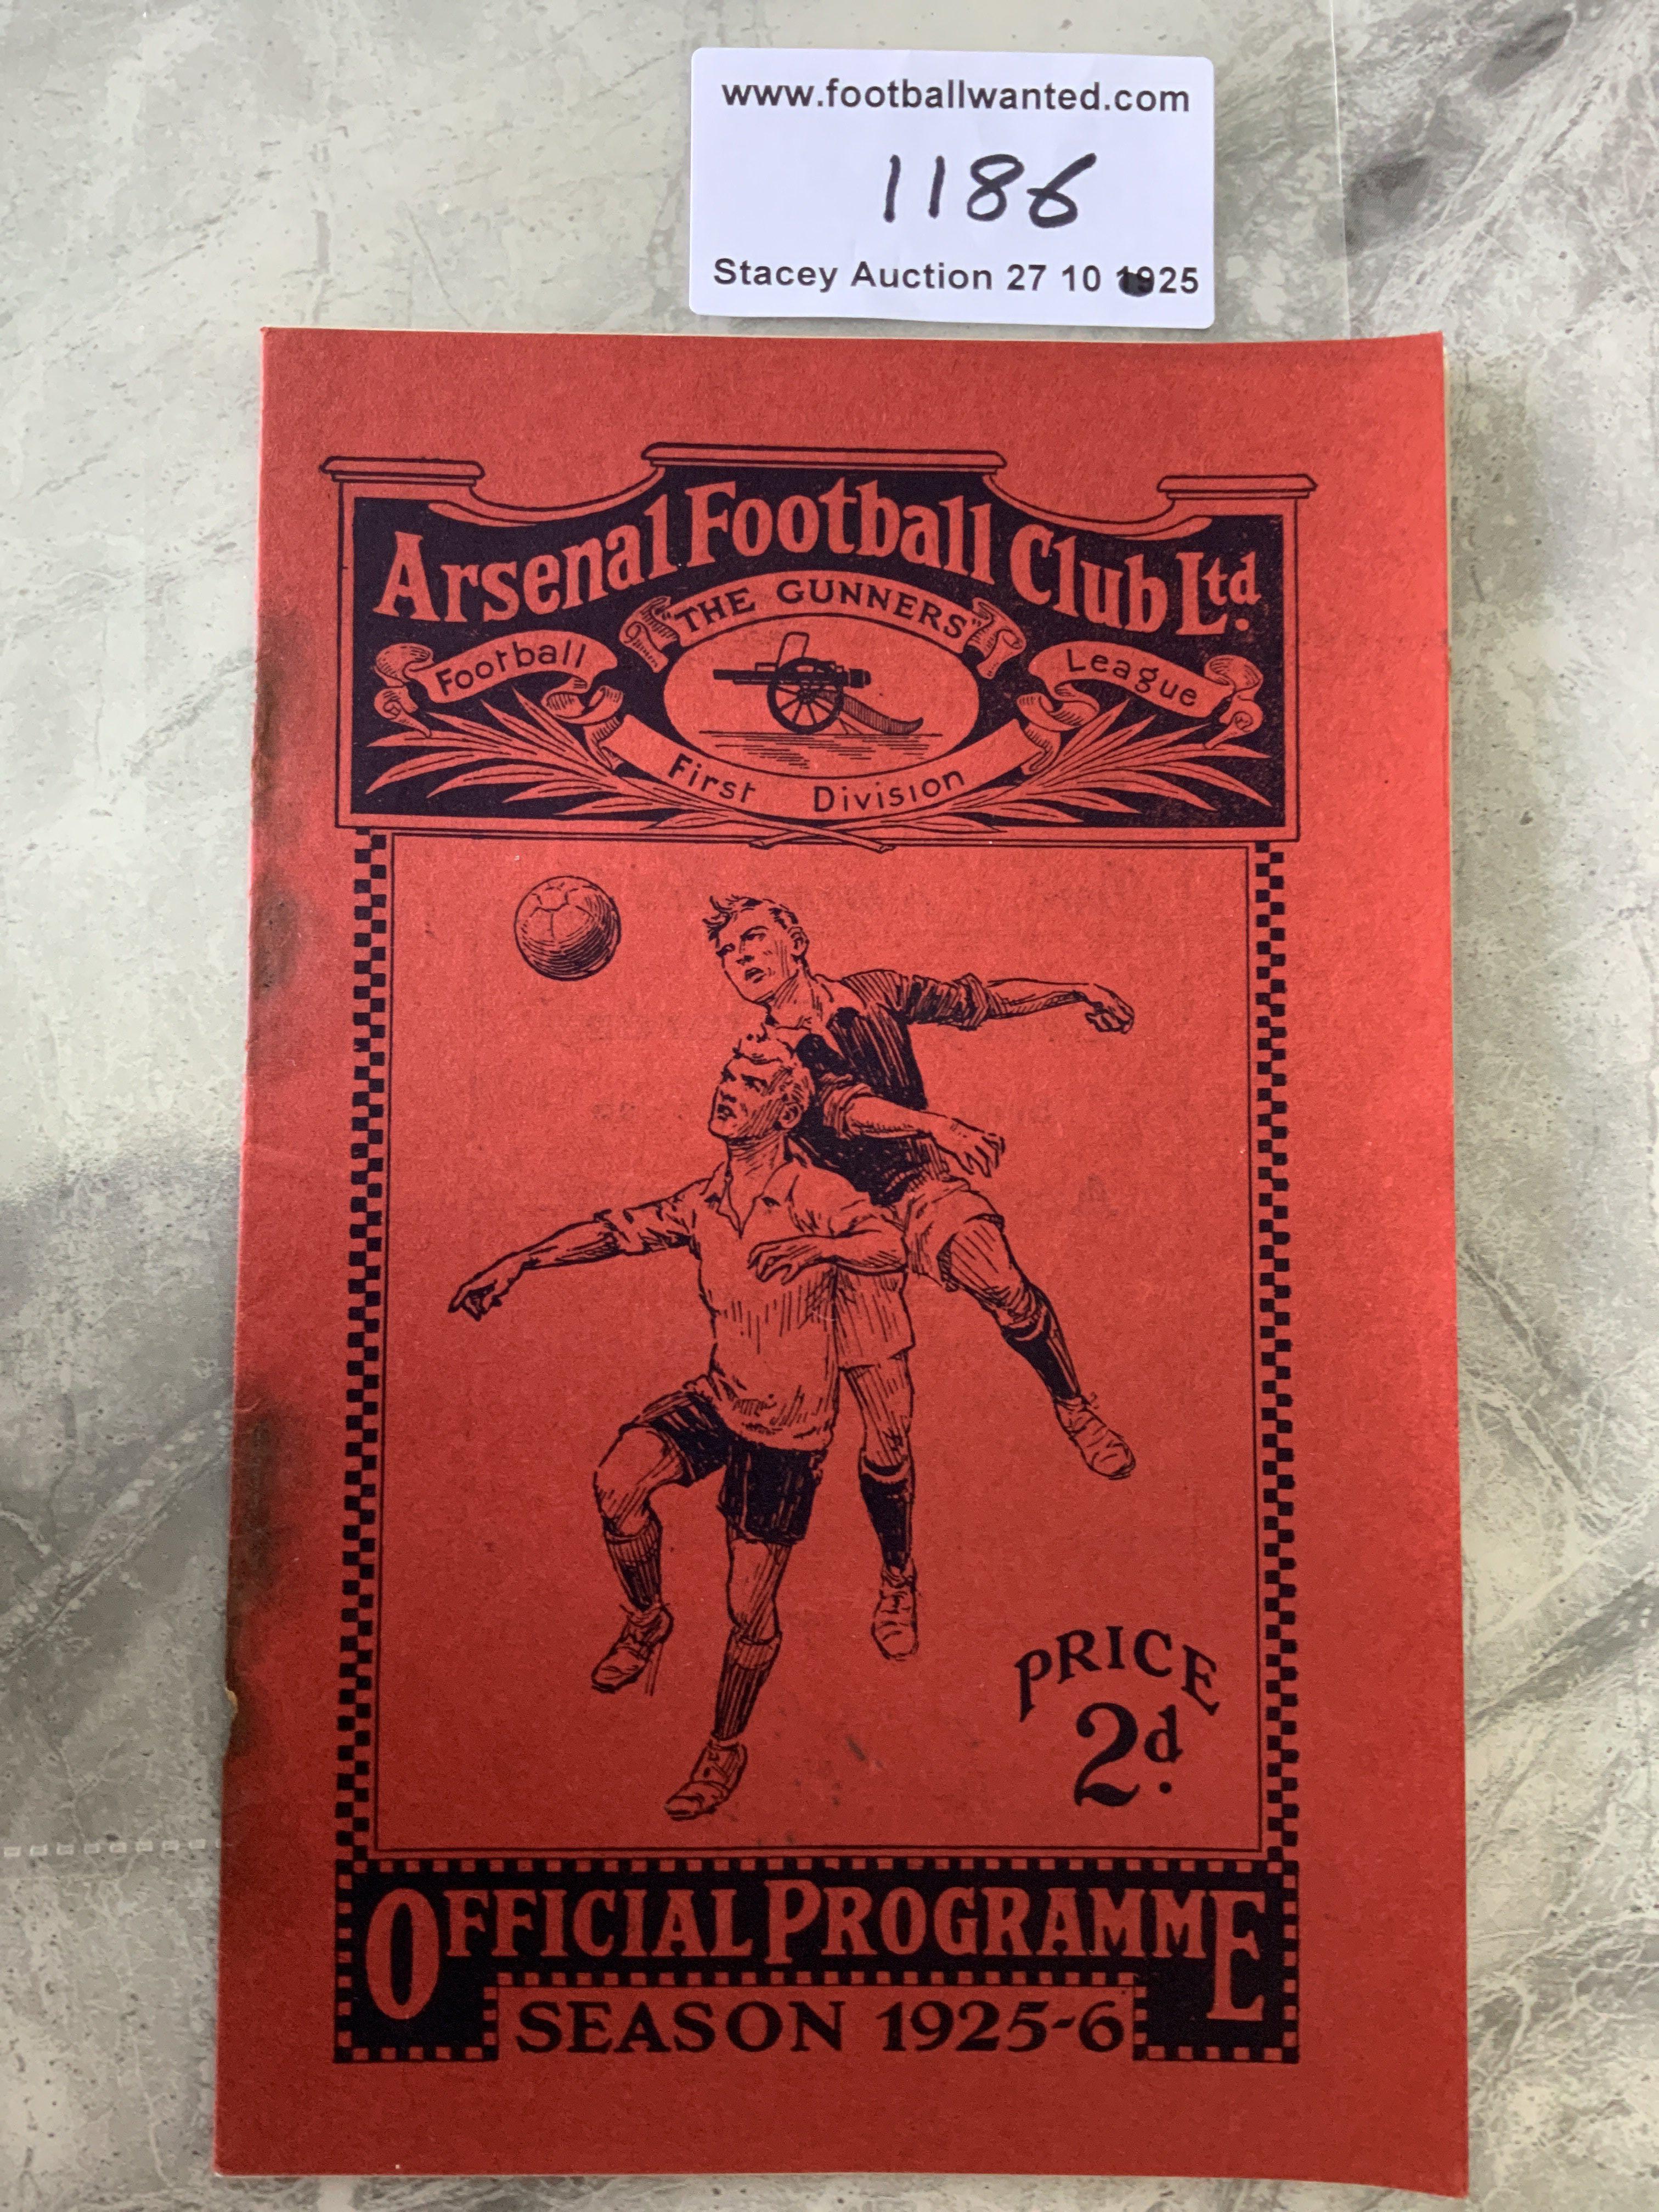 www.footballwanted.com
1186
Stacey Auction 27 10 1925
Arsenal Football Club Ltd.
"THE GUNNERS"
Football League
First Division
PRICE
2d.
OFFICIAL PROGRAMME
SEASON 1925-6